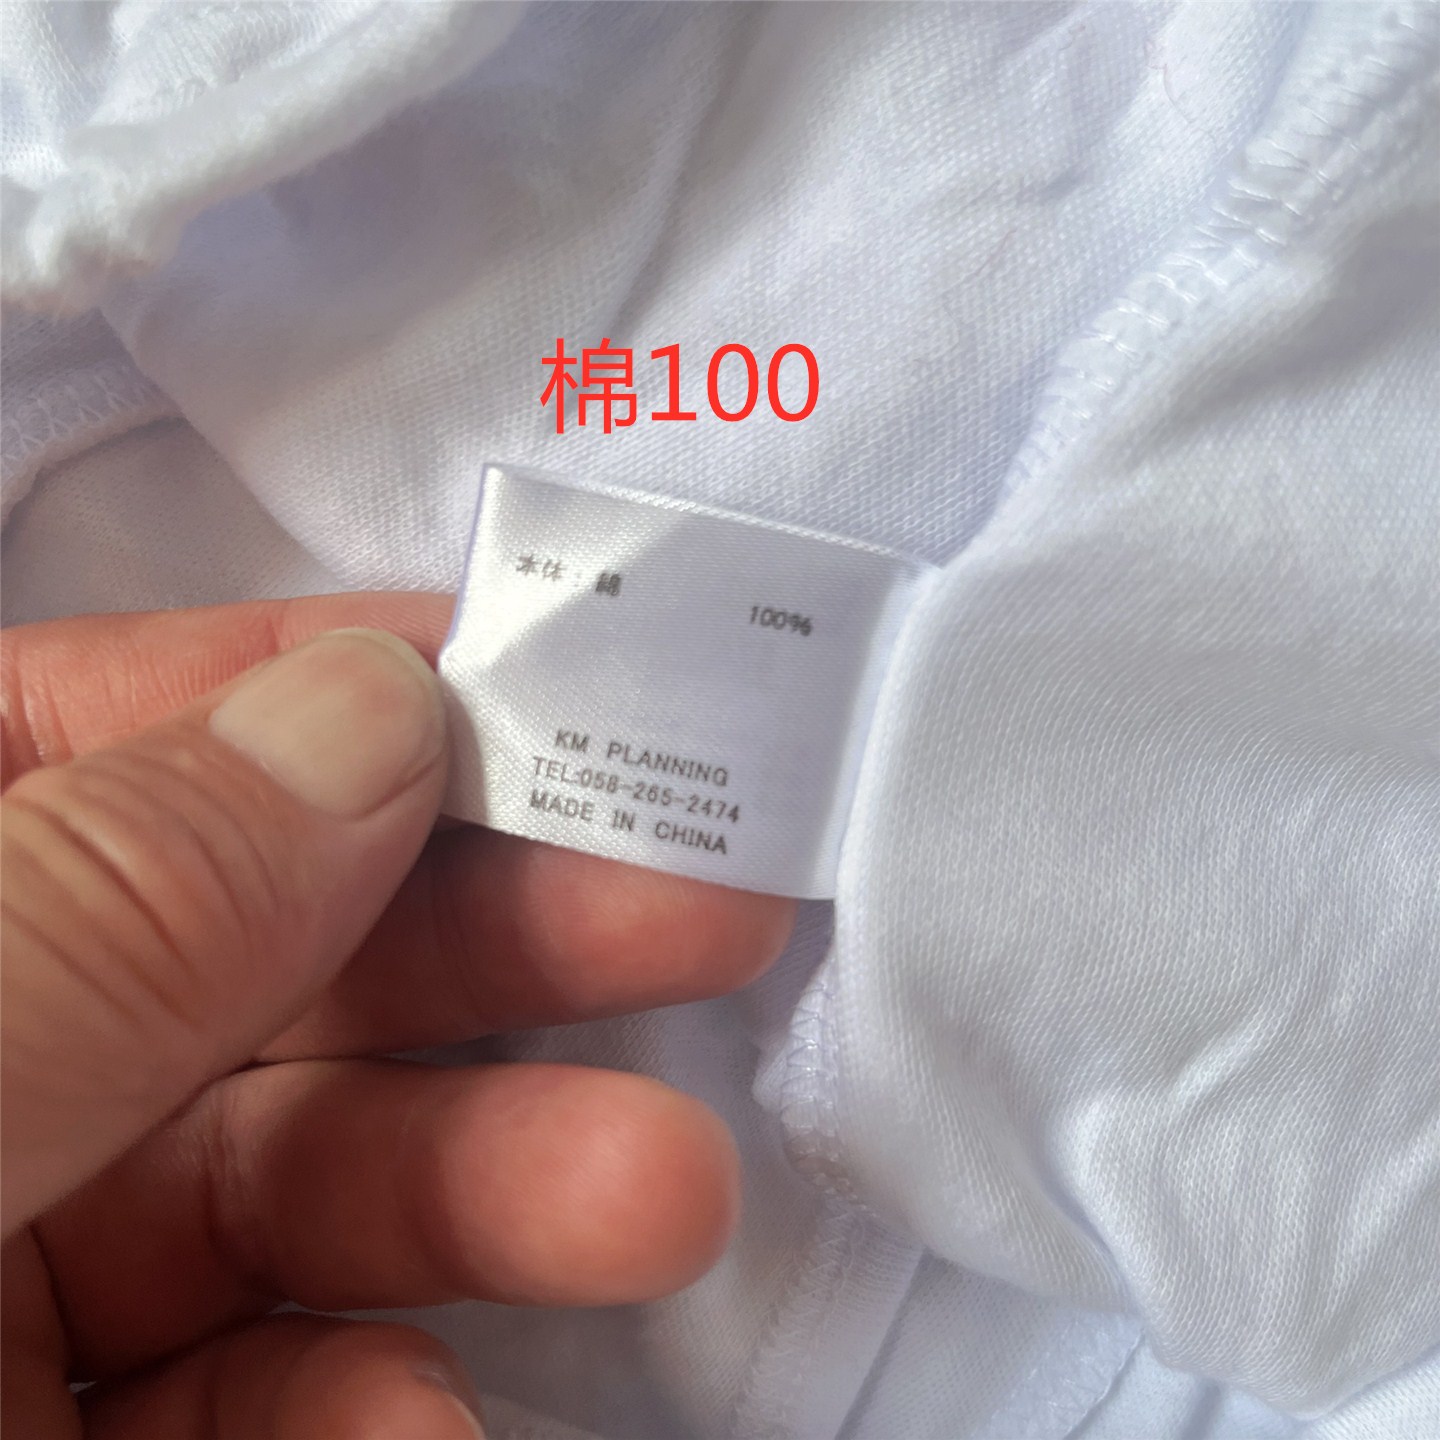 棉100
本体：綿 100%
KM PLANNING
TEL:058-265-2474
MADE IN CHINA